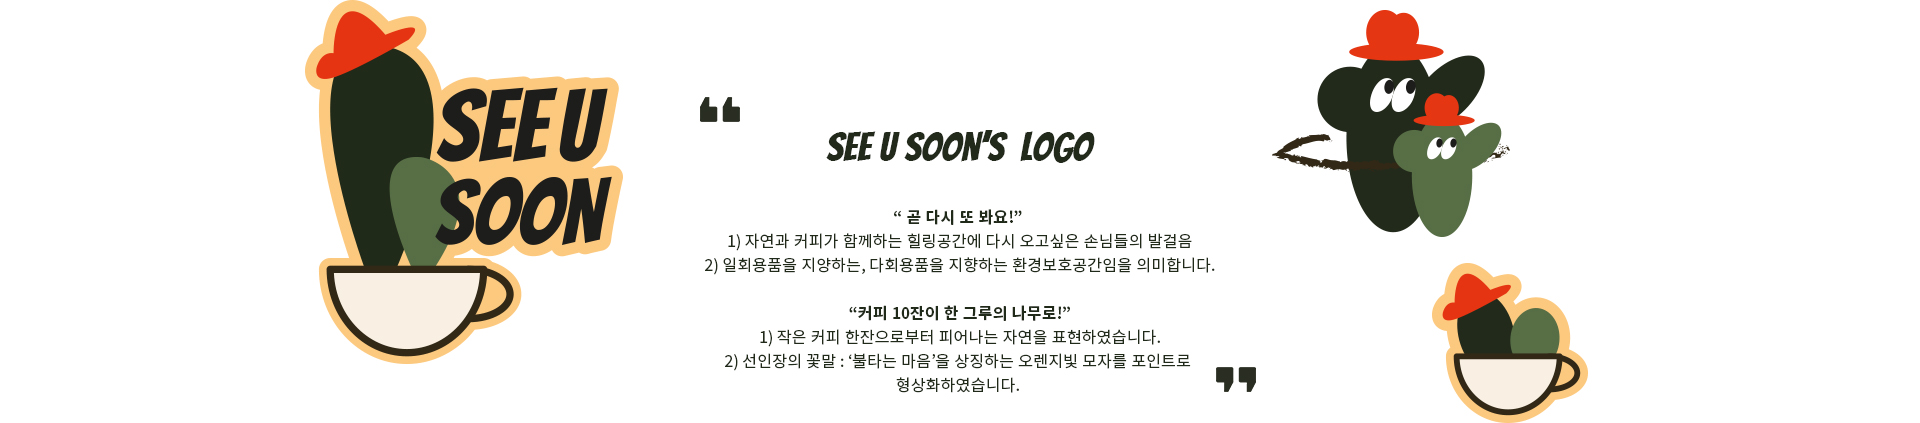 SEE U
SOON
❝
SEE U SOON'S LOGO
“ 곧 다시 또 봐요!”
1) 자연과 커피가 함께하는 힐링공간에 다시 오고싶은 손님들의 발걸음
2) 일회용품을 지양하는, 다회용품을 지향하는 환경보호공간임을 의미합니다.
“커피 10잔이 한 그루의 나무로!”
1) 작은 커피 한잔으로부터 피어나는 자연을 표현하였습니다.
2) 선인장의 꽃말 : ‘불타는 마음’을 상징하는 오렌지빛 모자를 포인트로
형상화하였습니다.
❞